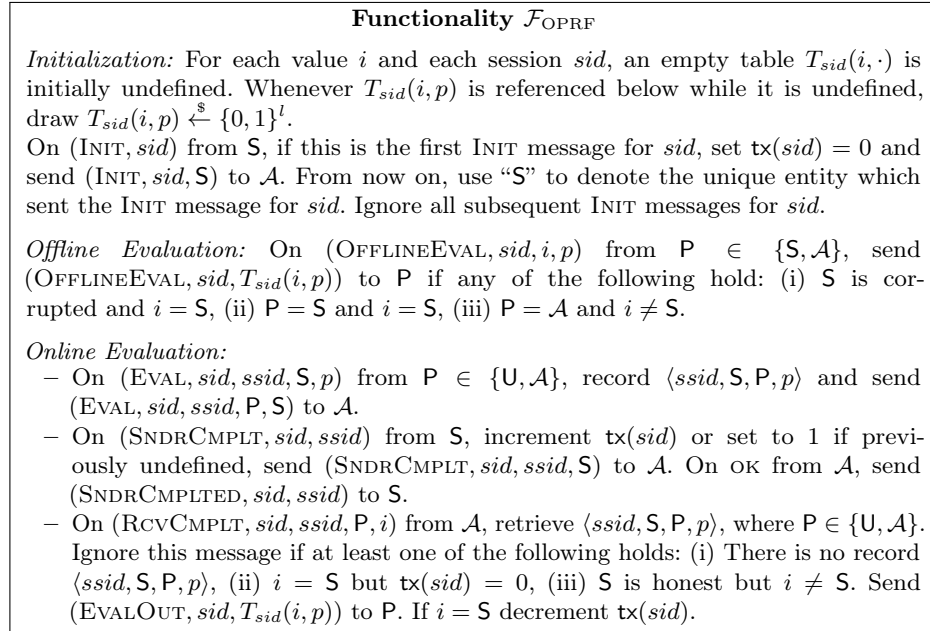 Functionality F_OPRF
Initialization: For each value i and each session sid, an empty table T_sid(i, ·) is
initially undefined. Whenever T_sid(i, p) is referenced below while it is undefined,
draw T_sid(i, p) ←$ {0, 1}^l.
On (INIT, sid) from S, if this is the first INIT message for sid, set tx(sid) = 0 and
send (INIT, sid, S) to A. From now on, use “S” to denote the unique entity which
sent the INIT message for sid. Ignore all subsequent INIT messages for sid.
Offline Evaluation: On (OFFLINEEVAL, sid, i, p) from P ∈ {S, A}, send
(OFFLINEEVAL, sid, T_sid(i, p)) to P if any of the following hold: (i) S is cor-
rupted and i = S, (ii) P = S and i = S, (iii) P = A and i ≠ S.
Online Evaluation:
– On (EVAL, sid, ssid, S, p) from P ∈ {U, A}, record ⟨ssid, S, P, p⟩ and send
(EVAL, sid, ssid, P, S) to A.
– On (SNDRCMPLT, sid, ssid) from S, increment tx(sid) or set to 1 if previ-
ously undefined, send (SNDRCMPLT, sid, ssid, S) to A. On OK from A, send
(SNDRCMPLTED, sid, ssid) to S.
– On (RCVCMPLT, sid, ssid, P, i) from A, retrieve ⟨ssid, S, P, p⟩, where P ∈ {U, A}.
Ignore this message if at least one of the following holds: (i) There is no record
⟨ssid, S, P, p⟩, (ii) i = S but tx(sid) = 0, (iii) S is honest but i ≠ S. Send
(EVALOUT, sid, T_sid(i, p)) to P. If i = S decrement tx(sid).